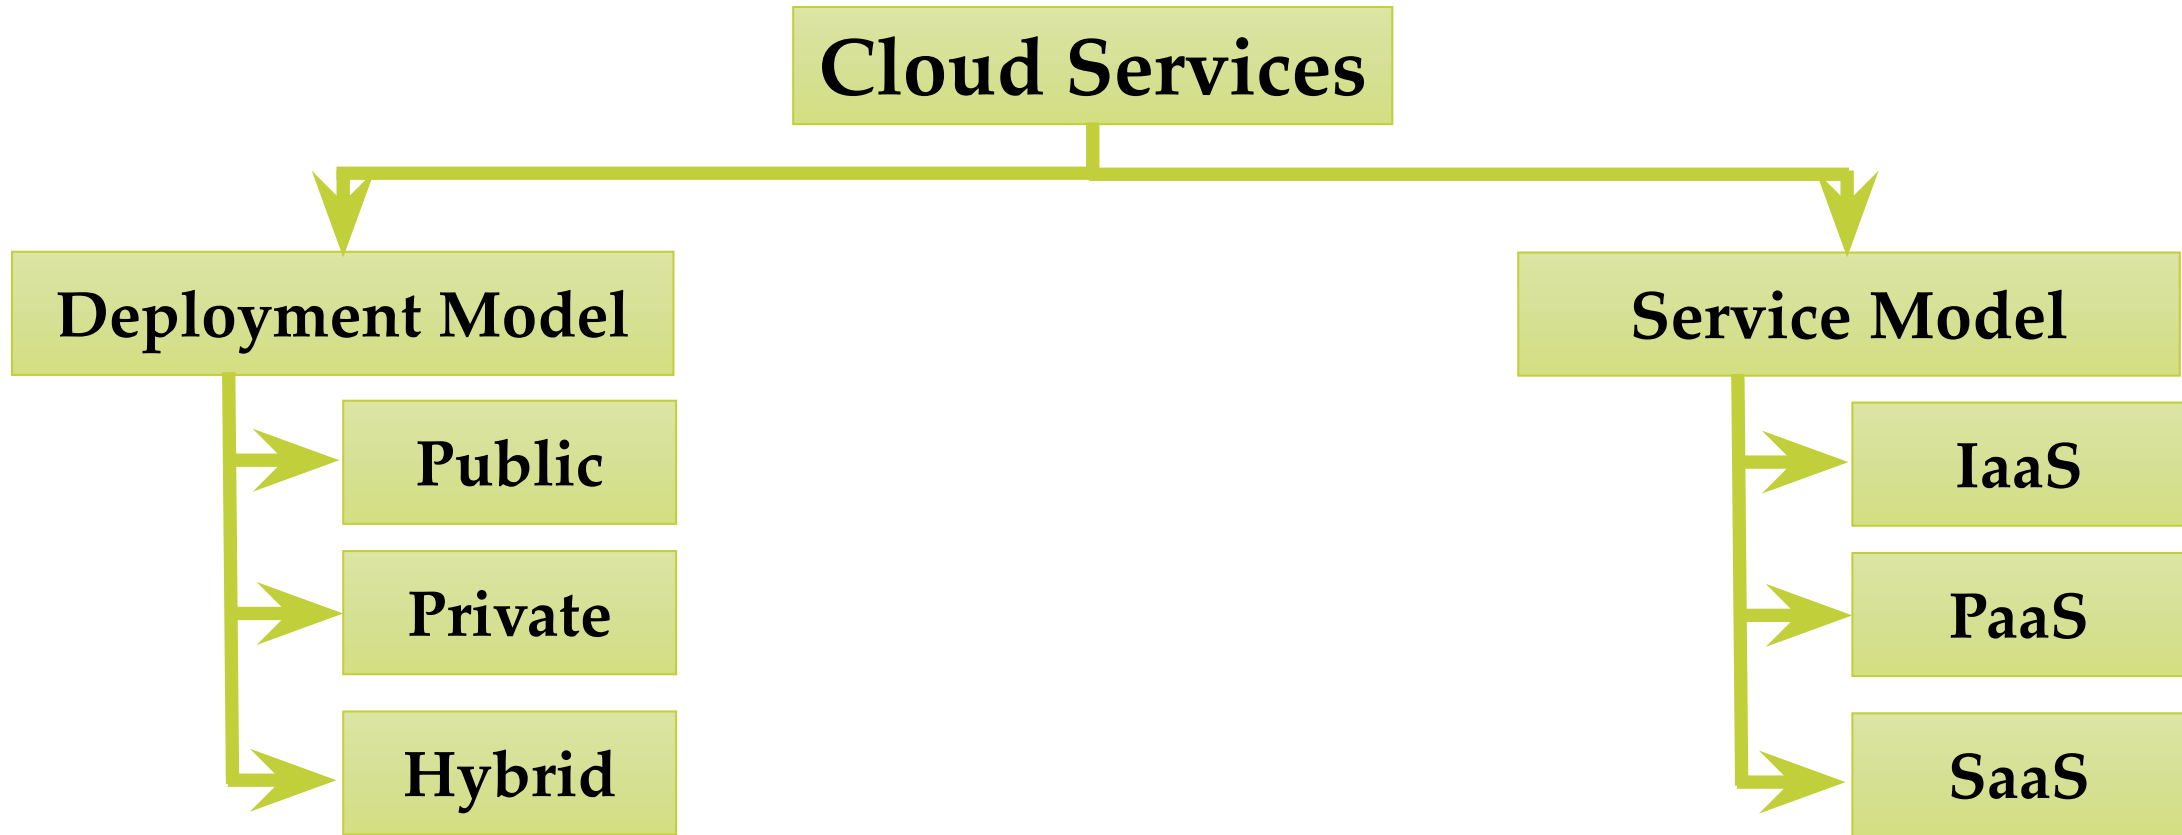 Cloud Services
Deployment Model
Public
Private
Hybrid
Service Model
IaaS
PaaS
SaaS